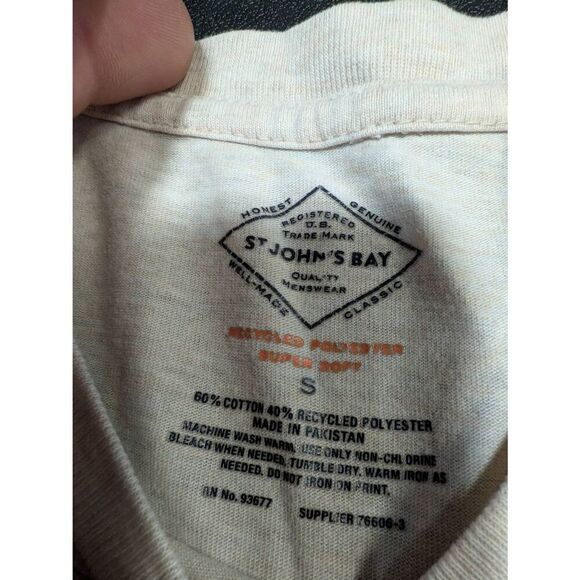 HONEST GENUINE
REGISTERED
U.S.
TRADE MARK
ST JOHN'S BAY
QUALITY
MENSWEAR
WELL-MADE CLASSIC
RECYCLED POLYESTER
SUPER SOFT
S
60% COTTON 40% RECYCLED POLYESTER
MADE IN PAKISTAN
MACHINE WASH WARM, USE ONLY NON-CHLORINE
BLEACH WHEN NEEDED, TUMBLE DRY. WARM IRON AS
NEEDED. DO NOT IRON ON PRINT.
RN No. 93677 SUPPLIER 76606-3